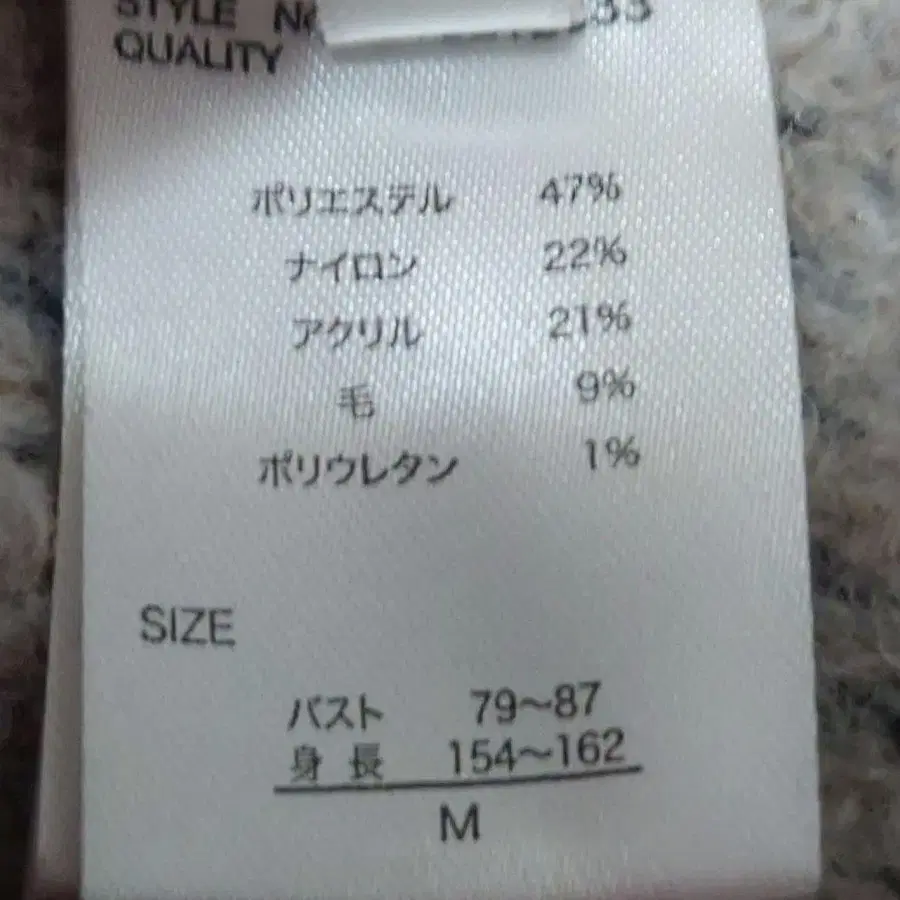 STYLE No
QUALITY
ポリエステル 47%
ナイロン 22%
アクリル 21%
毛 9%
ポリウレタン 1%
SIZE
バスト 79~87
身長 154~162
M